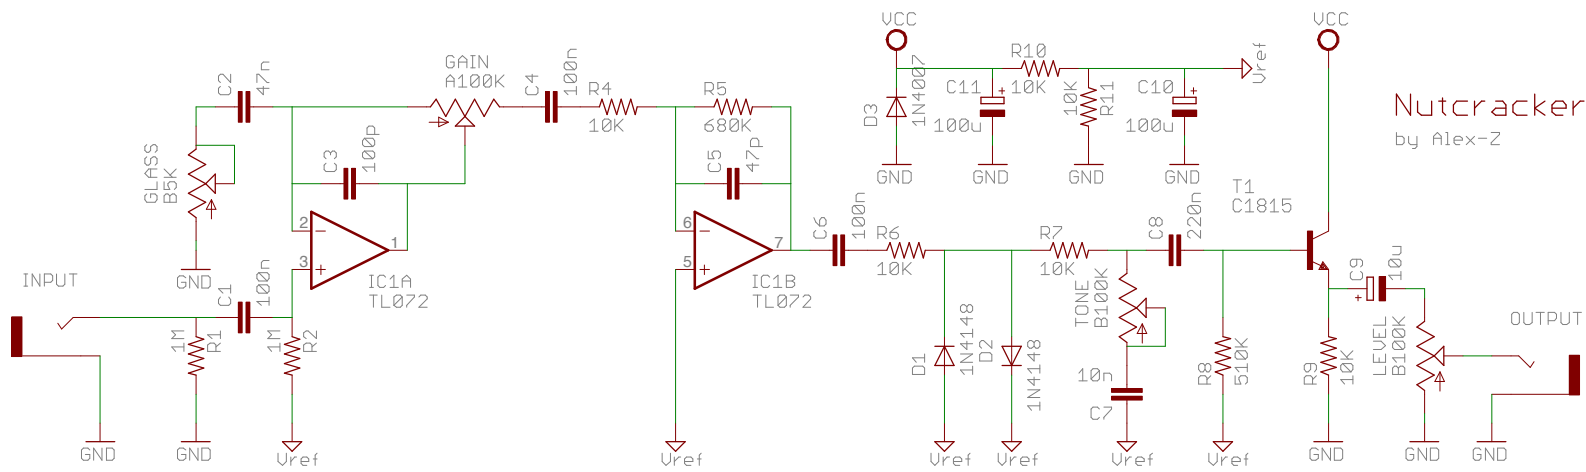 Nutcracker
by Alex-Z
INPUT
GND
R1
1M
GND
C1
100n
R2
1M
Vref
GLASS
B5K
GND
C2
47n
C3
100p
2
3
1
IC1A
TL072
GAIN
A100K
C4
100n
R4
10K
R5
680K
C5
47p
6
5
7
IC1B
TL072
Vref
C6
100n
R6
10K
D1
1N4148
Vref
D2
1N4148
Vref
R7
10K
TONE
B100K
10n
C7
Vref
C8
220n
R8
510K
Vref
VCC
D3
1N4007
GND
C11
100u
GND
R10
10K
10K
R11
GND
C10
100u
GND
Vref
VCC
T1
C1815
R9
10K
GND
C9
10u
LEVEL
B100K
GND
OUTPUT
GND